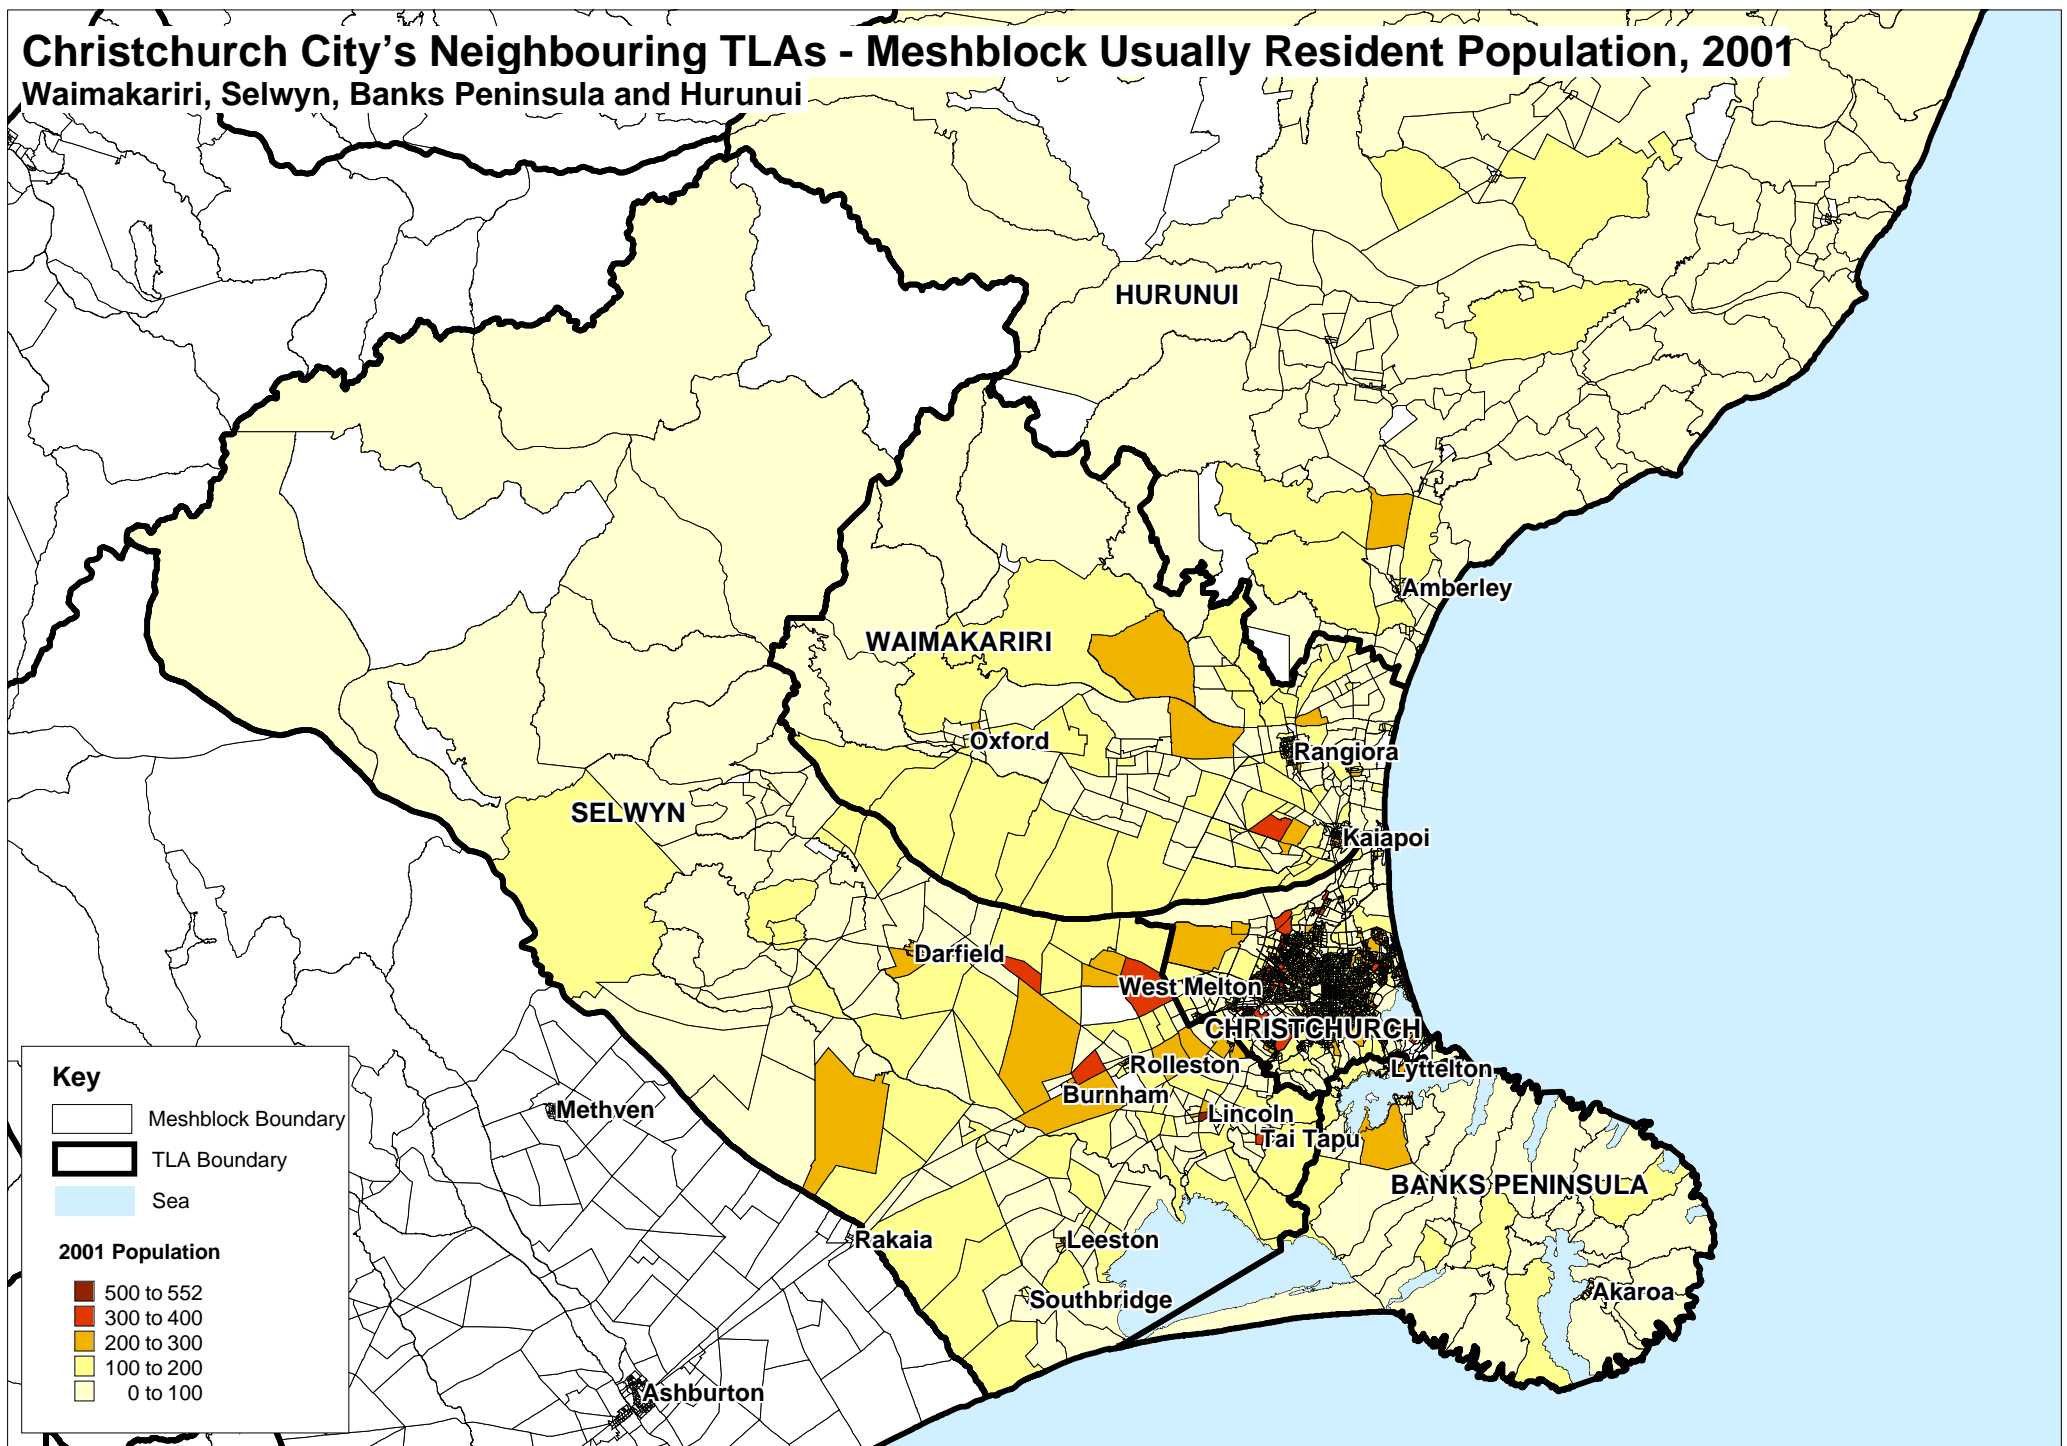 Christchurch City's Neighbouring TLAs - Meshblock Usually Resident Population, 2001
Waimakariri, Selwyn, Banks Peninsula and Hurunui
HURUNUI
Amberley
WAIMAKARIRI
Oxford
Rangiora
SELWYN
Kaiapoi
Darfield
West Melton
CHRISTCHURCH
Rolleston
Lyttelton
Burnham
Methven
Lincoln
Tai Tapu
BANKS PENINSULA
Rakaia
Leeston
Southbridge
Akaroa
Ashburton
Key
Meshblock Boundary
TLA Boundary
Sea
2001 Population
500 to 552
300 to 400
200 to 300
100 to 200
0 to 100